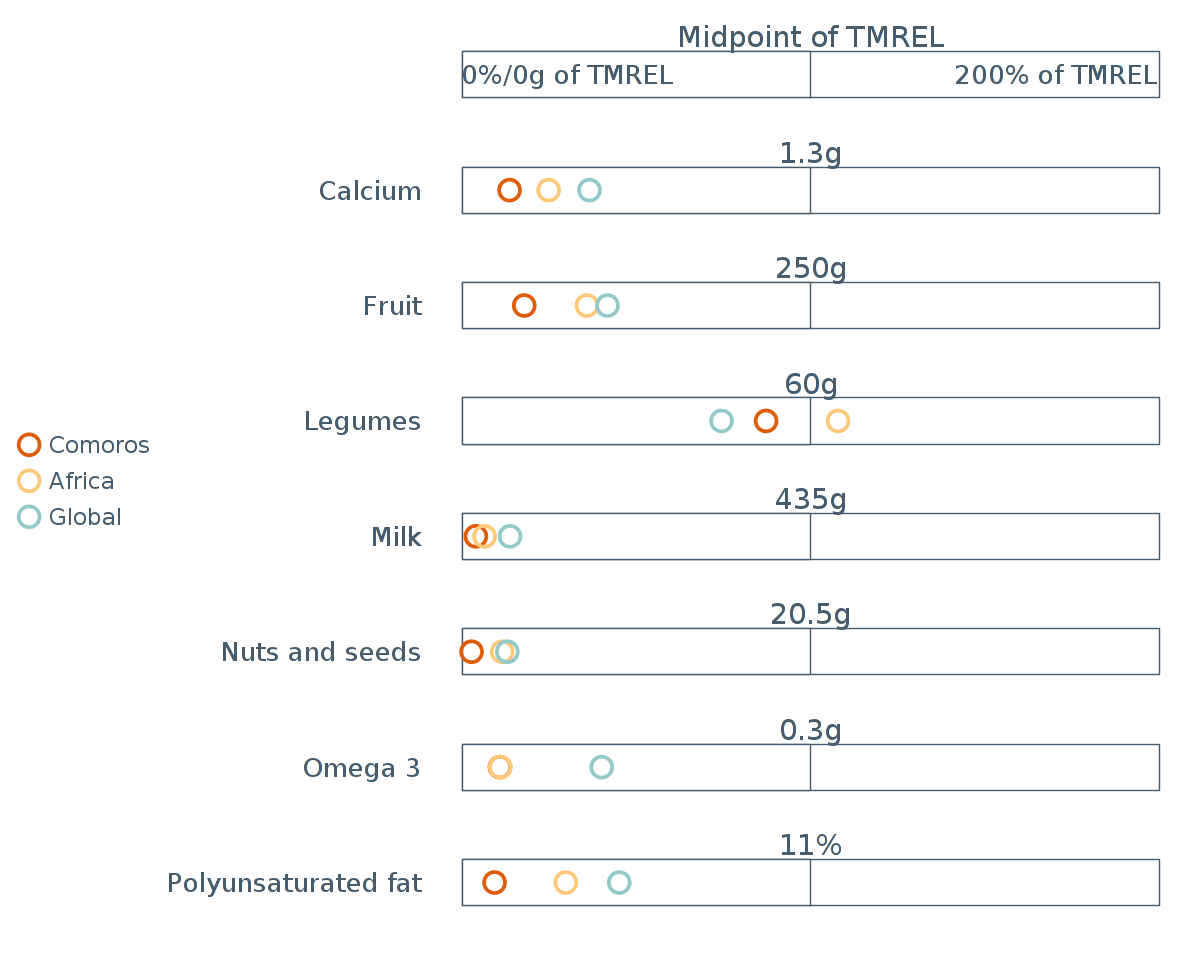 Midpoint of TMREL
0%/0g of TMREL
200% of TMREL
1.3g
Calcium
250g
Fruit
60g
Legumes
Comoros
Africa
Global
435g
Milk
20.5g
Nuts and seeds
0.3g
Omega 3
11%
Polyunsaturated fat